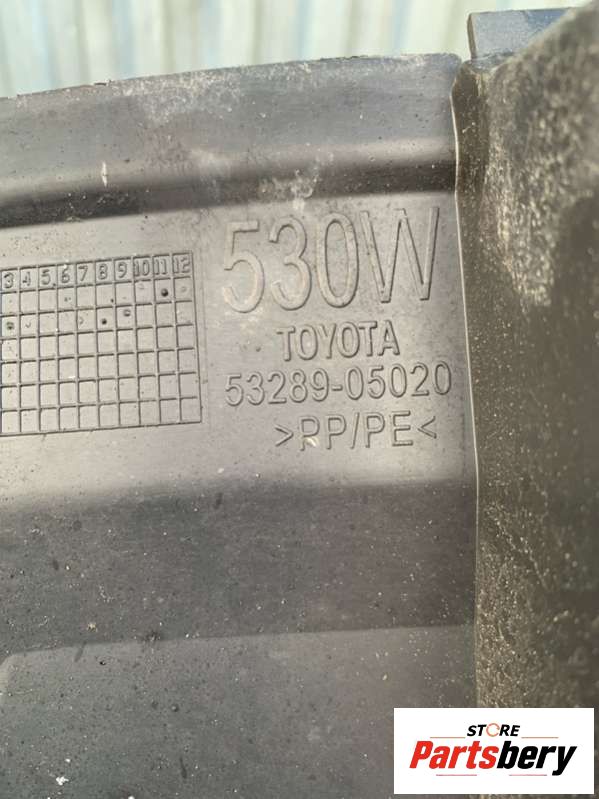 530W
3 4 5 6 7 8 9 10 11 12
TOYOTA
53289-05020
>PP/PE<
STORE
Partsbery